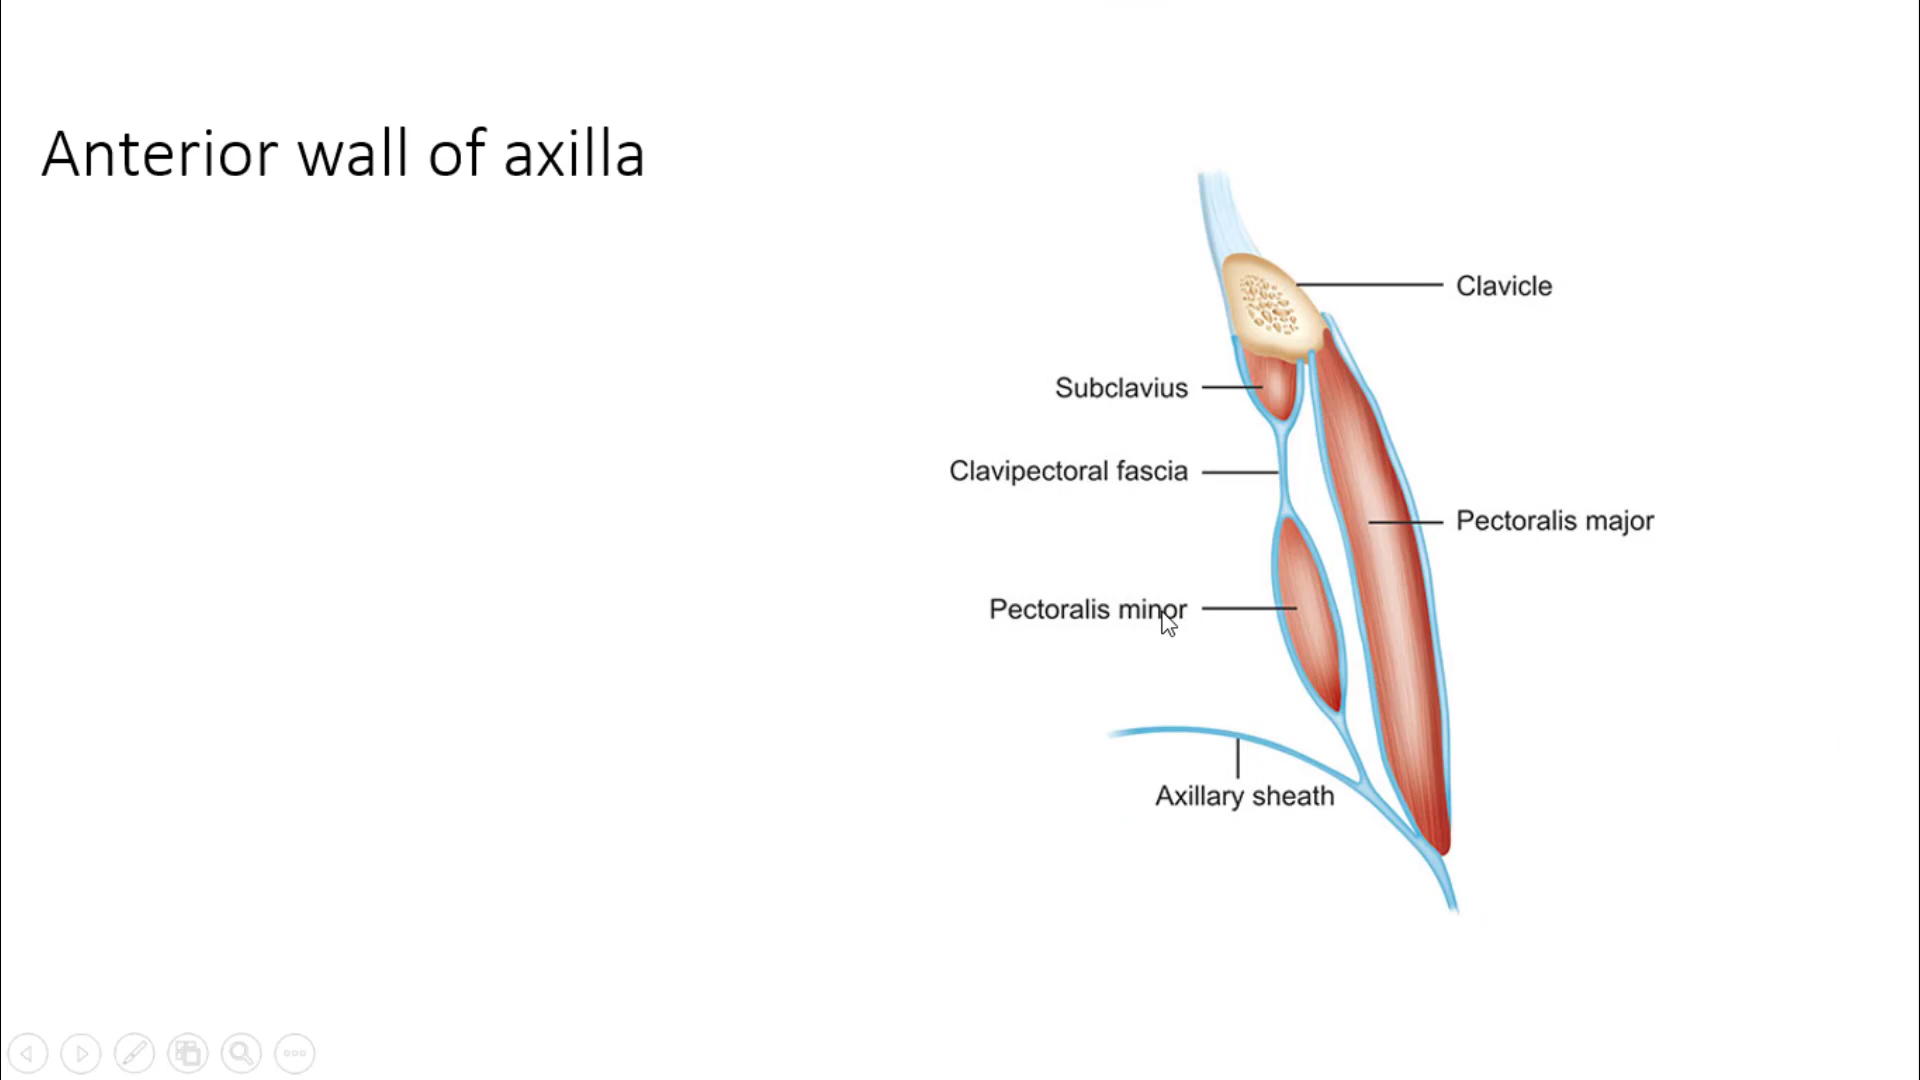 Anterior wall of axilla
Clavicle
Subclavius
Clavipectoral fascia
Pectoralis major
Pectoralis minor
Axillary sheath